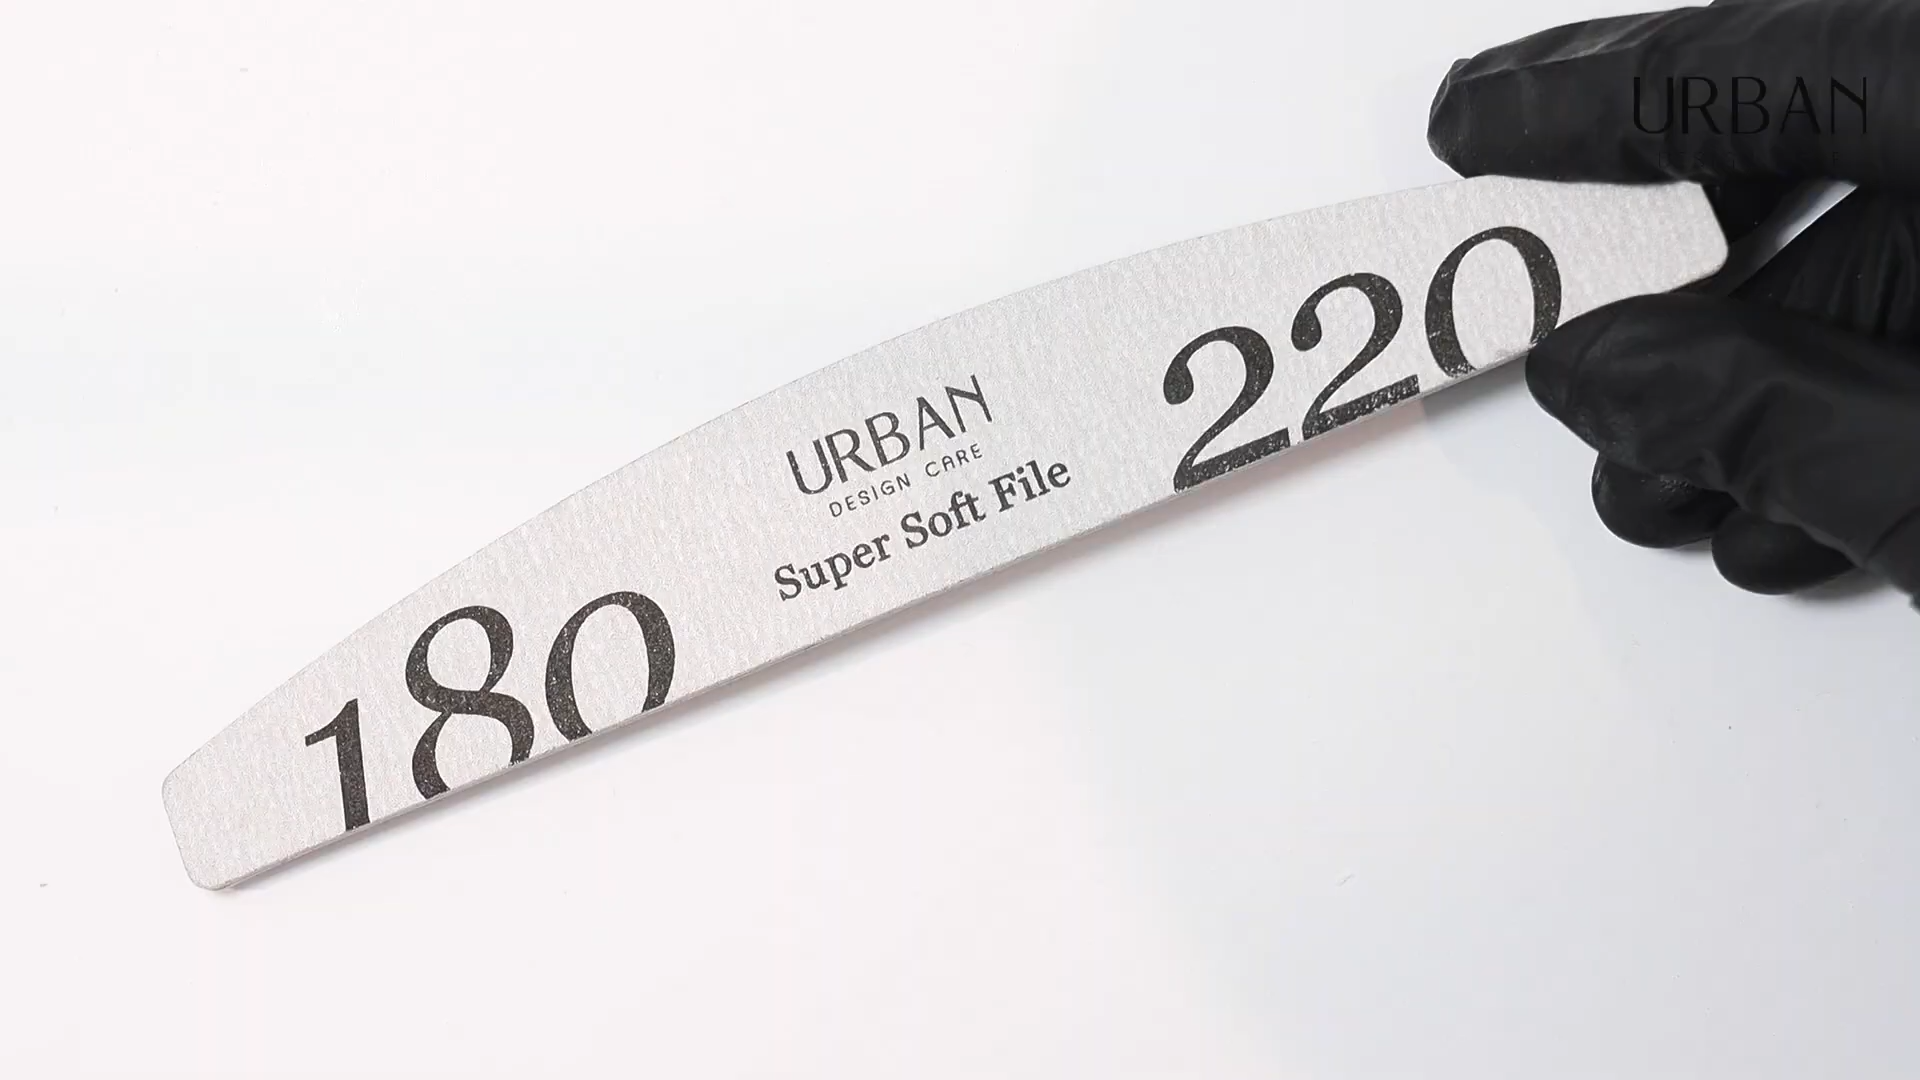 URBAN
URBAN
DESIGN CARE
Super Soft File
180
220